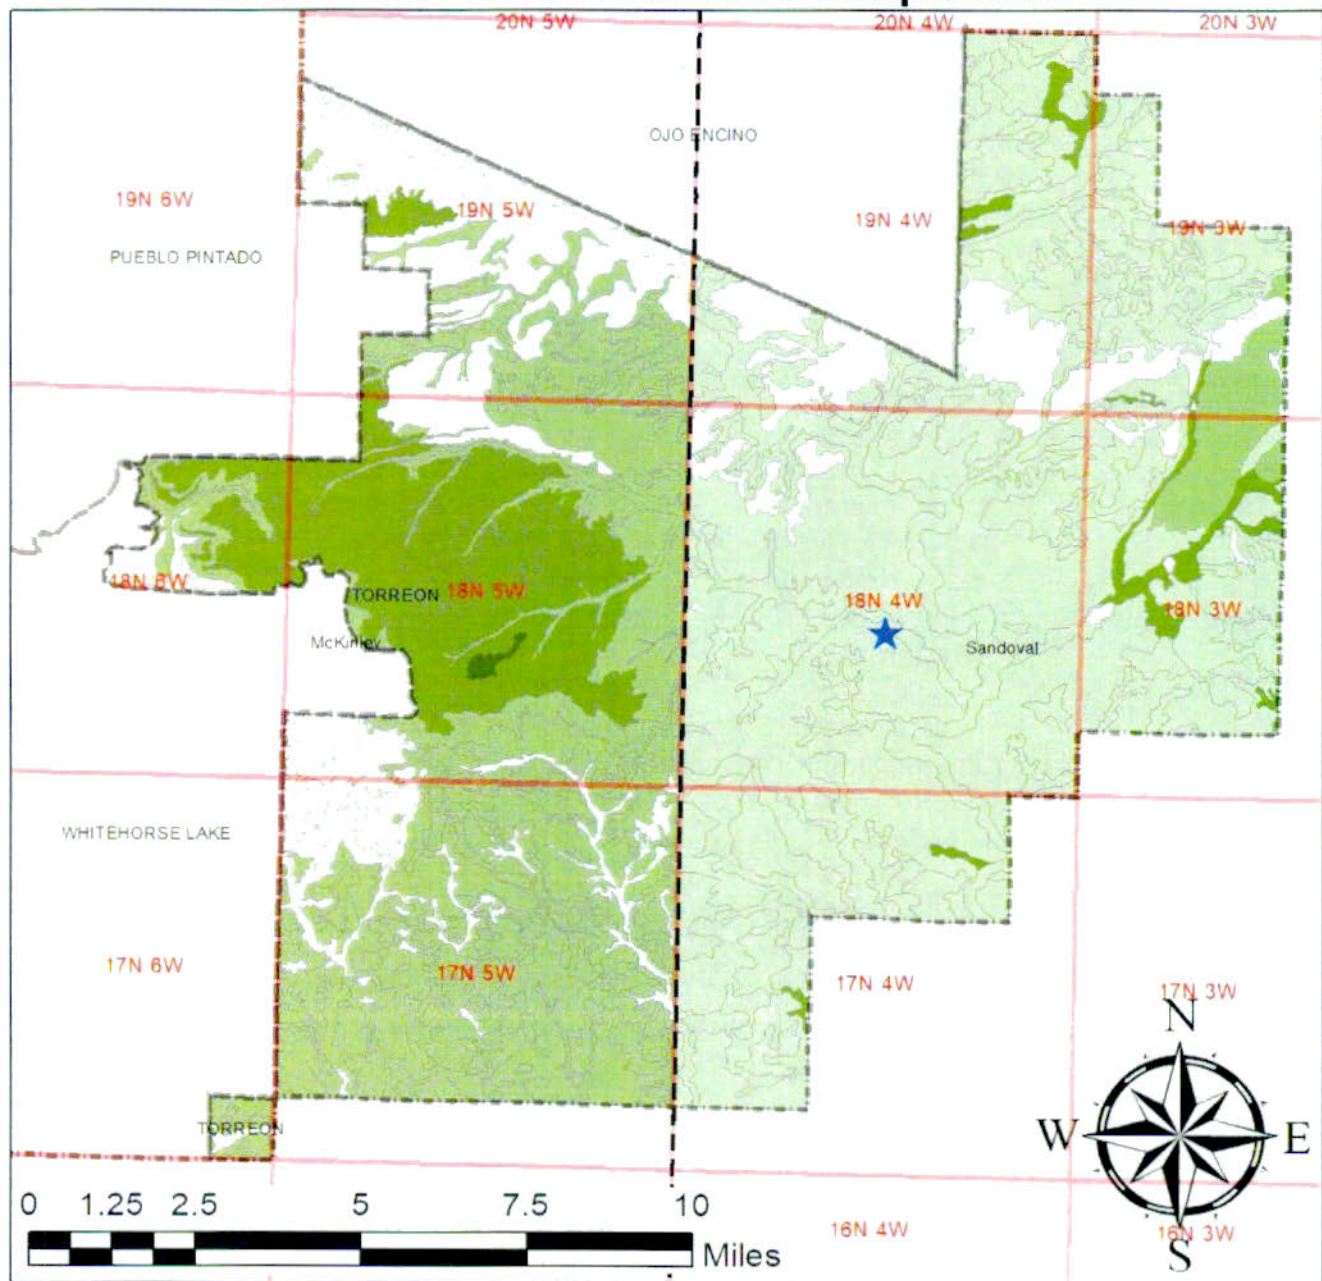 20N 5W
20N 4W
20N 3W
OJO ENCINO
19N 6W
19N 5W
19N 4W
19N 3W
PUEBLO PINTADO
18N 6W
TORREON
18N 5W
18N 4W
18N 3W
McKinley
Sandoval
WHITEHORSE LAKE
17N 6W
17N 5W
17N 4W
17N 3W
N
TORREON
W
E
0 1.25 2.5 5 7.5 10
16N 4W
16N 3W
Miles
S